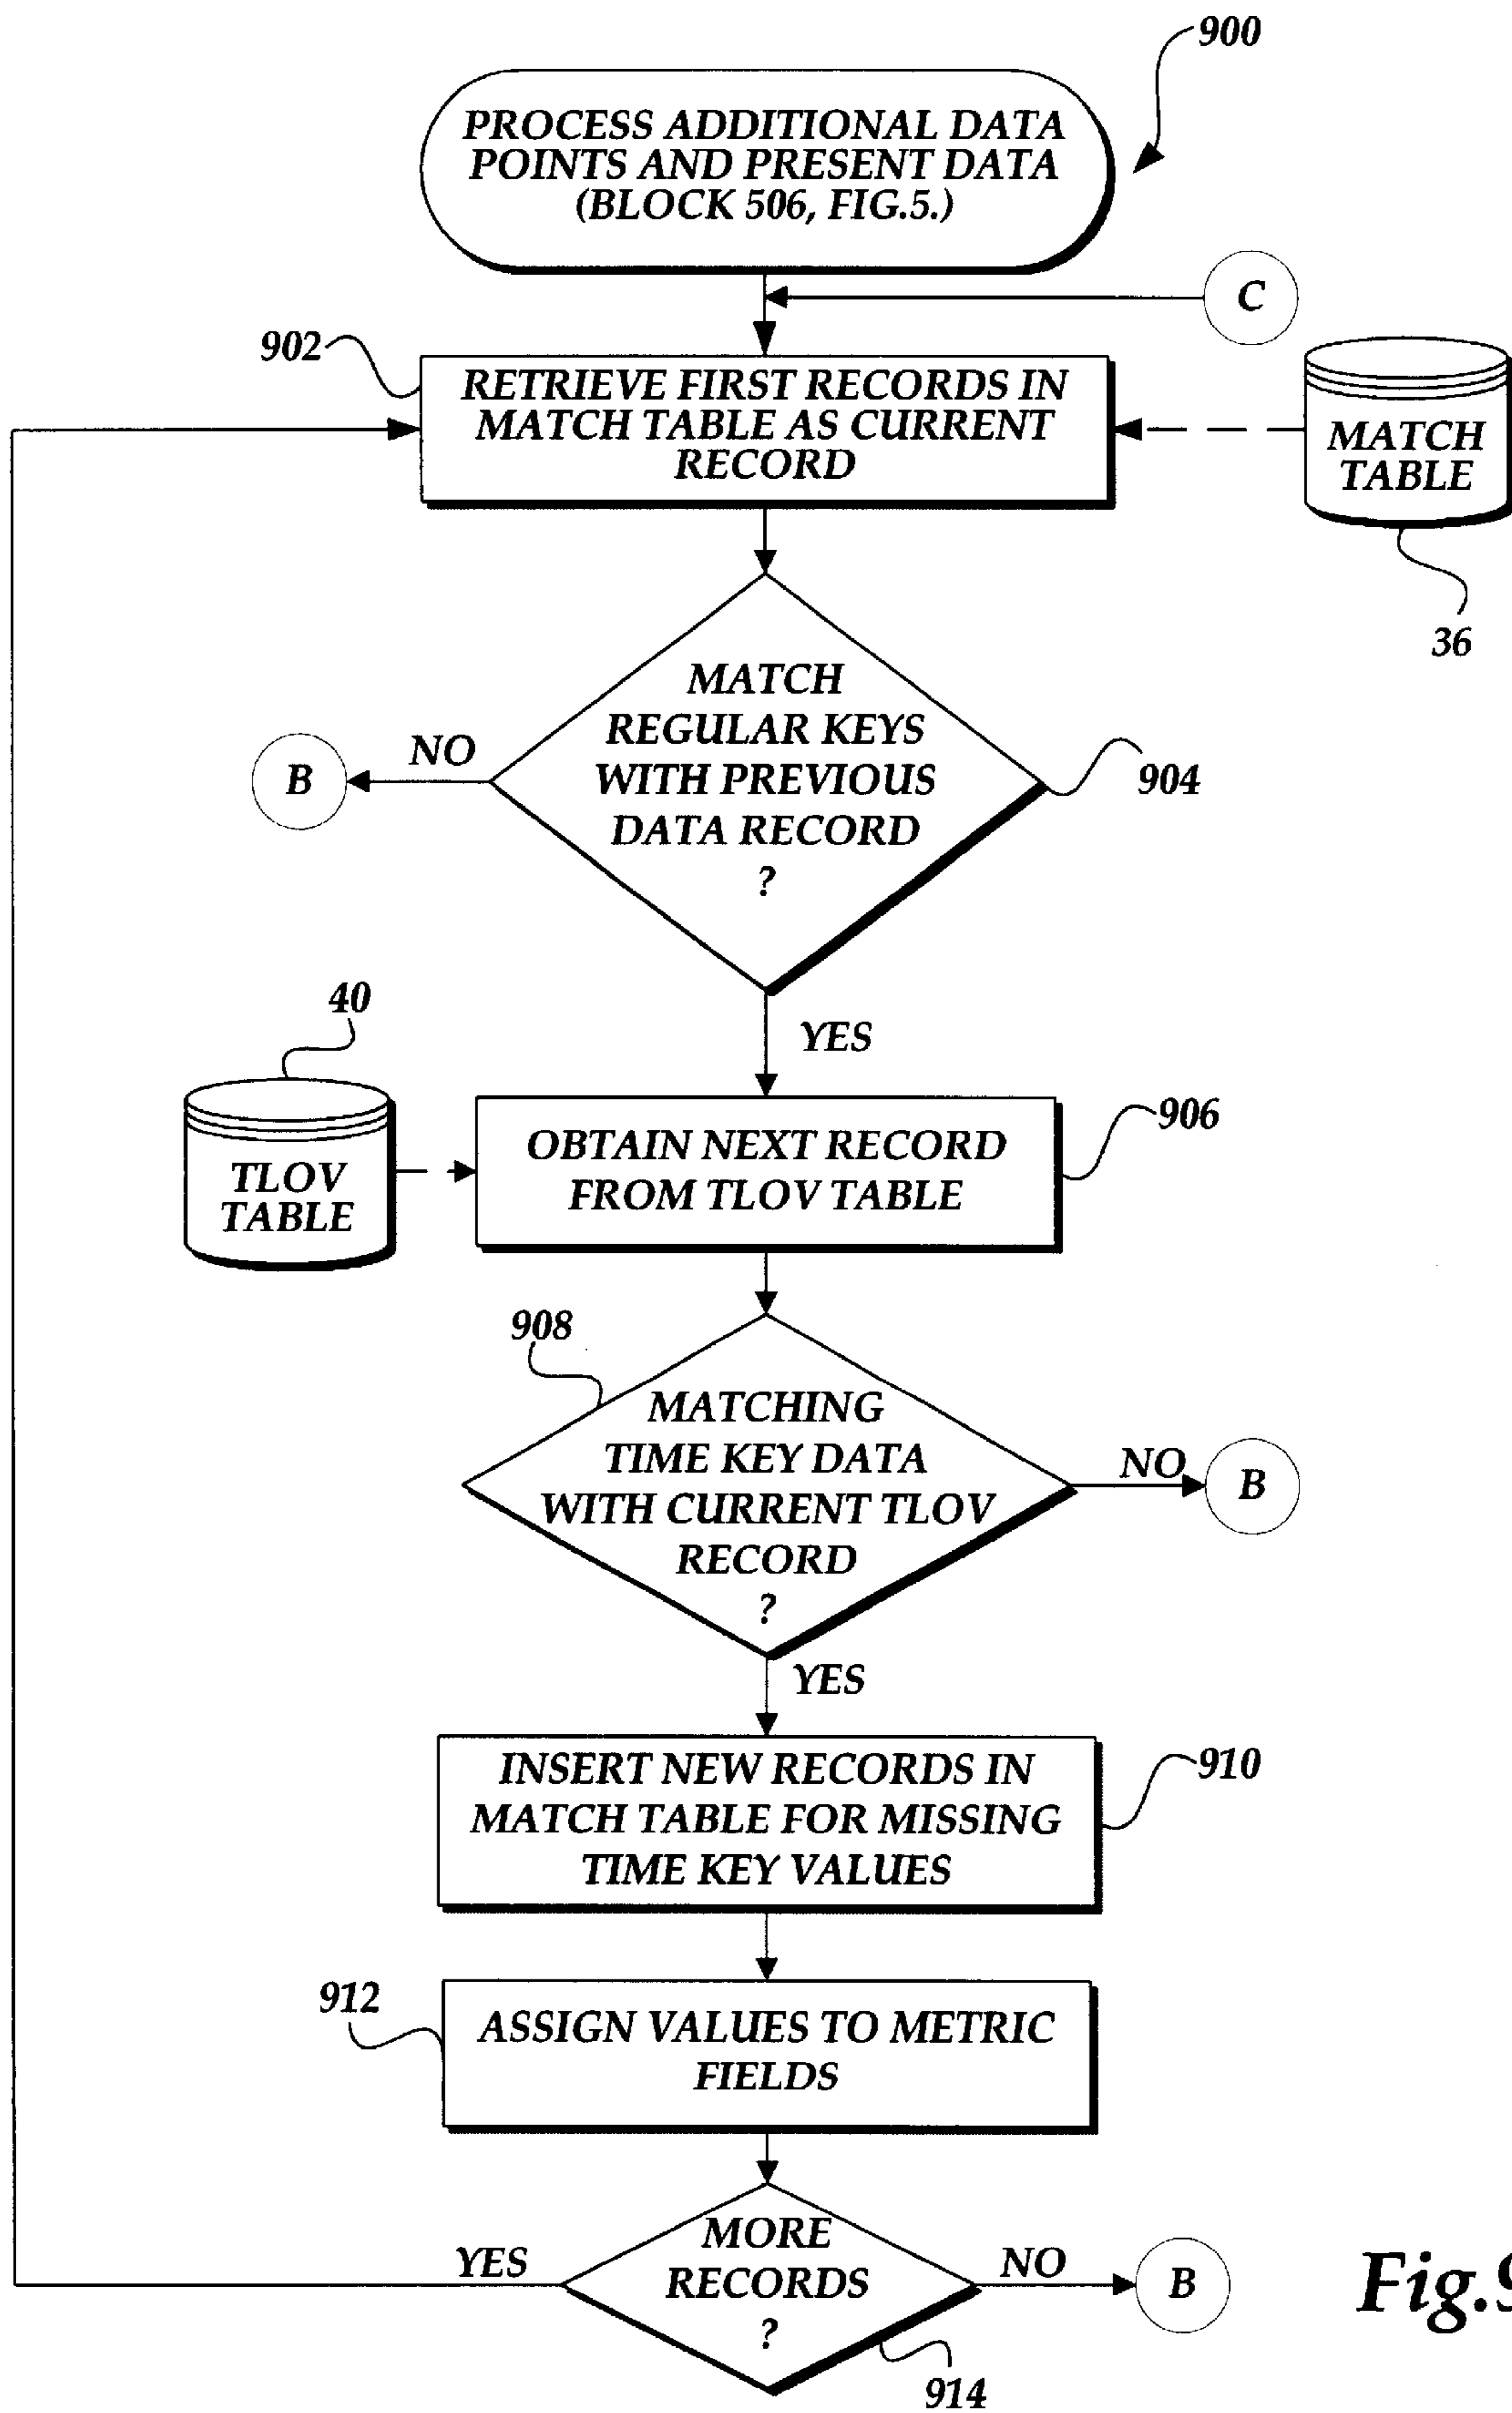 900
PROCESS ADDITIONAL DATA
POINTS AND PRESENT DATA
(BLOCK 506, FIG.5.)
C
902
RETRIEVE FIRST RECORDS IN
MATCH TABLE AS CURRENT
RECORD
MATCH
TABLE
36
MATCH
REGULAR KEYS
WITH PREVIOUS
DATA RECORD
?
NO
B
904
YES
40
TLOV
TABLE
OBTAIN NEXT RECORD
FROM TLOV TABLE
906
908
MATCHING
TIME KEY DATA
WITH CURRENT TLOV
RECORD
?
NO
B
YES
INSERT NEW RECORDS IN
MATCH TABLE FOR MISSING
TIME KEY VALUES
910
912
ASSIGN VALUES TO METRIC
FIELDS
MORE
RECORDS
?
YES
NO
B
914
Fig.9